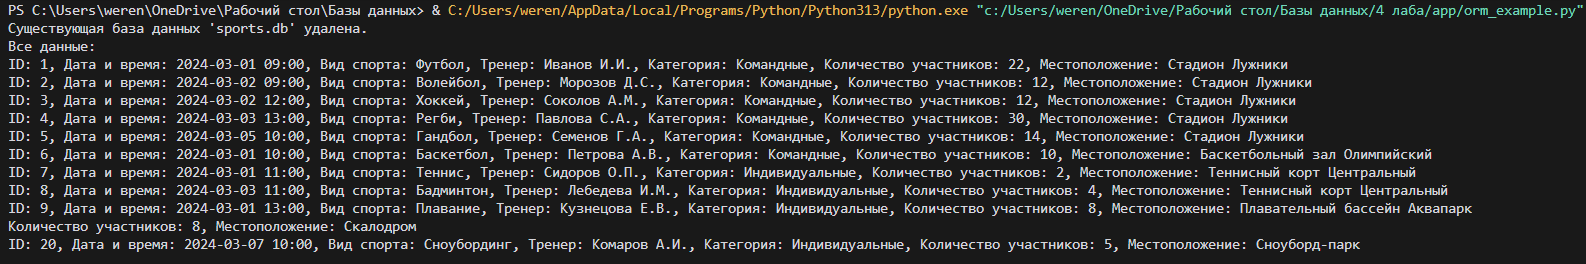 PS C:\Users\weren\OneDrive\Рабочий стол\Базы данных> & C:/Users/weren/AppData/Local/Programs/Python/Python313/python.exe "c:/Users/weren/OneDrive/Рабочий стол/Базы данных/4 лаба/app/orm_example.py"
Существующая база данных 'sports.db' удалена.
Все данные:
ID: 1, Дата и время: 2024-03-01 09:00, Вид спорта: Футбол, Тренер: Иванов И.И., Категория: Командные, Количество участников: 22, Местоположение: Стадион Лужники
ID: 2, Дата и время: 2024-03-02 09:00, Вид спорта: Волейбол, Тренер: Морозов Д.С., Категория: Командные, Количество участников: 12, Местоположение: Стадион Лужники
ID: 3, Дата и время: 2024-03-02 12:00, Вид спорта: Хоккей, Тренер: Соколов А.М., Категория: Командные, Количество участников: 12, Местоположение: Стадион Лужники
ID: 4, Дата и время: 2024-03-03 13:00, Вид спорта: Регби, Тренер: Павлова С.А., Категория: Командные, Количество участников: 30, Местоположение: Стадион Лужники
ID: 5, Дата и время: 2024-03-05 10:00, Вид спорта: Гандбол, Тренер: Семенов Г.А., Категория: Командные, Количество участников: 14, Местоположение: Стадион Лужники
ID: 6, Дата и время: 2024-03-01 10:00, Вид спорта: Баскетбол, Тренер: Петрова А.В., Категория: Командные, Количество участников: 10, Местоположение: Баскетбольный зал Олимпийский
ID: 7, Дата и время: 2024-03-01 11:00, Вид спорта: Теннис, Тренер: Сидоров О.П., Категория: Индивидуальные, Количество участников: 2, Местоположение: Теннисный корт Центральный
ID: 8, Дата и время: 2024-03-03 11:00, Вид спорта: Бадминтон, Тренер: Лебедева И.М., Категория: Индивидуальные, Количество участников: 4, Местоположение: Теннисный корт Центральный
ID: 9, Дата и время: 2024-03-01 13:00, Вид спорта: Плавание, Тренер: Кузнецова Е.В., Категория: Индивидуальные, Количество участников: 8, Местоположение: Плавательный бассейн Аквапарк
Количество участников: 8, Местоположение: Скалодром
ID: 20, Дата и время: 2024-03-07 10:00, Вид спорта: Сноубординг, Тренер: Комаров А.И., Категория: Индивидуальные, Количество участников: 5, Местоположение: Сноуборд-парк